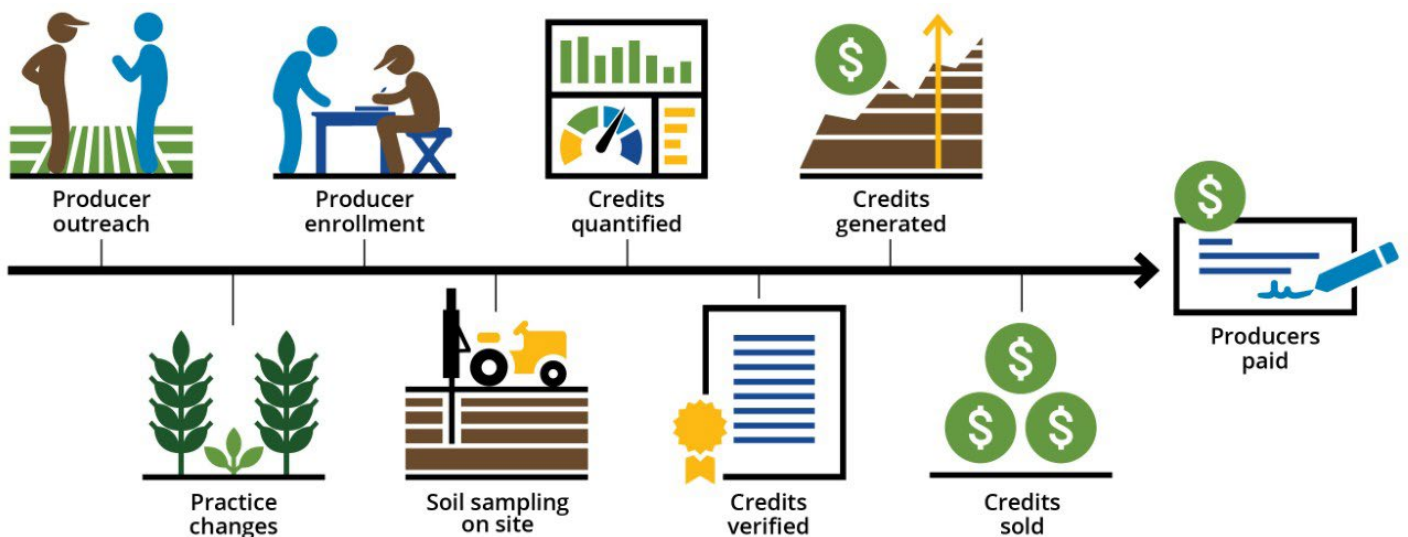 Producer
outreach
Producer
enrollment
Credits
quantified
Credits
generated
Producers
paid
Practice
changes
Soil sampling
on site
Credits
verified
Credits
sold
$
$
$
$
$